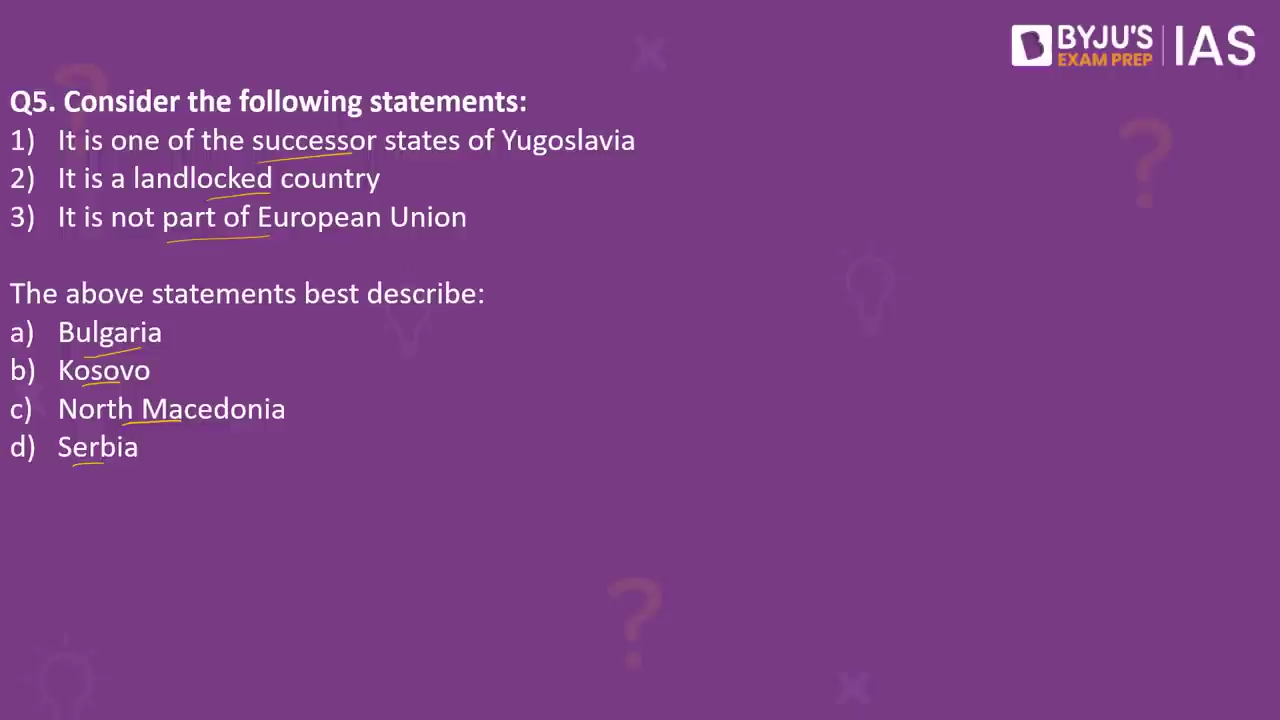 BYJU'S
EXAM PREP
IAS
Q5. Consider the following statements:
1) It is one of the successor states of Yugoslavia
2) It is a landlocked country
3) It is not part of European Union
The above statements best describe:
a) Bulgaria
b) Kosovo
c) North Macedonia
d) Serbia